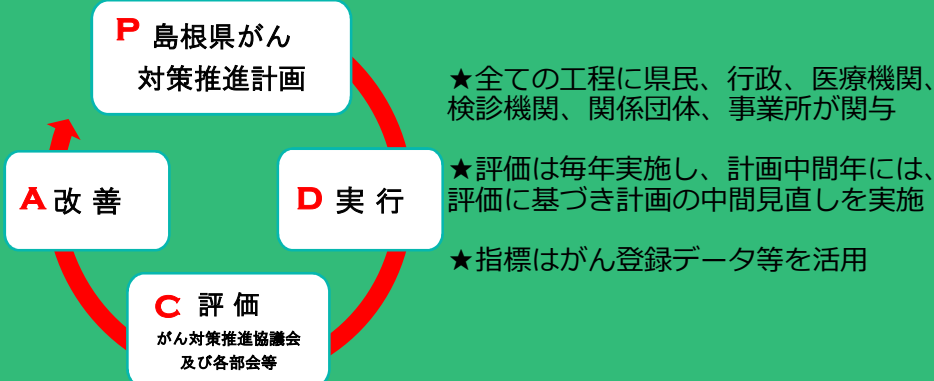 P 島根県がん
対策推進計画
D 実行
C 評価
がん対策推進協議会
及び各部会等
A 改善
★全ての工程に県民、行政、医療機関、
検診機関、関係団体、事業所が関与
★評価は毎年実施し、計画中間年には、
評価に基づき計画の中間見直しを実施
★指標はがん登録データ等を活用